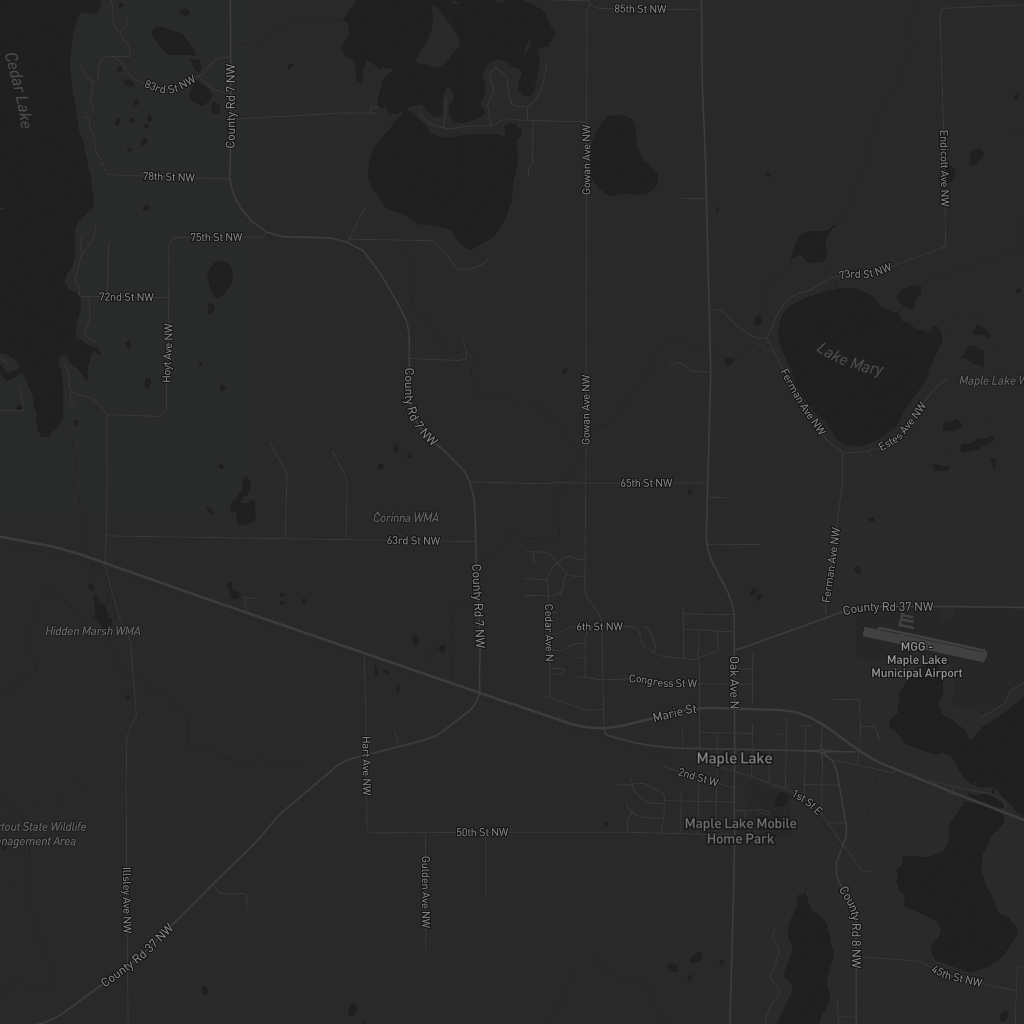 85th St NW
Cedar Lake
83rd St NW
County Rd 7 NW
Gowan Ave NW
Endicott Ave NW
78th St NW
75th St NW
73rd St NW
72nd St NW
Hoyt Ave NW
Lake Mary
Maple Lake W
County Rd 7 NW
Gowan Ave NW
Ferman Ave NW
Estes Ave NW
65th St NW
Corinna WMA
63rd St NW
Ferman Ave NW
County Rd 7 NW
County Rd 37 NW
Hidden Marsh WMA
Cedar Ave N
6th St NW
MGG -
Maple Lake
Municipal Airport
Oak Ave N
Congress St W
Marie St
Hart Ave NW
Maple Lake
2nd St W
1st St E
rtout State Wildlife
nagement Area
50th St NW
Maple Lake Mobile
Home Park
Illsley Ave NW
Gulden Ave NW
County Rd 8 NW
County Rd 37 NW
45th St NW